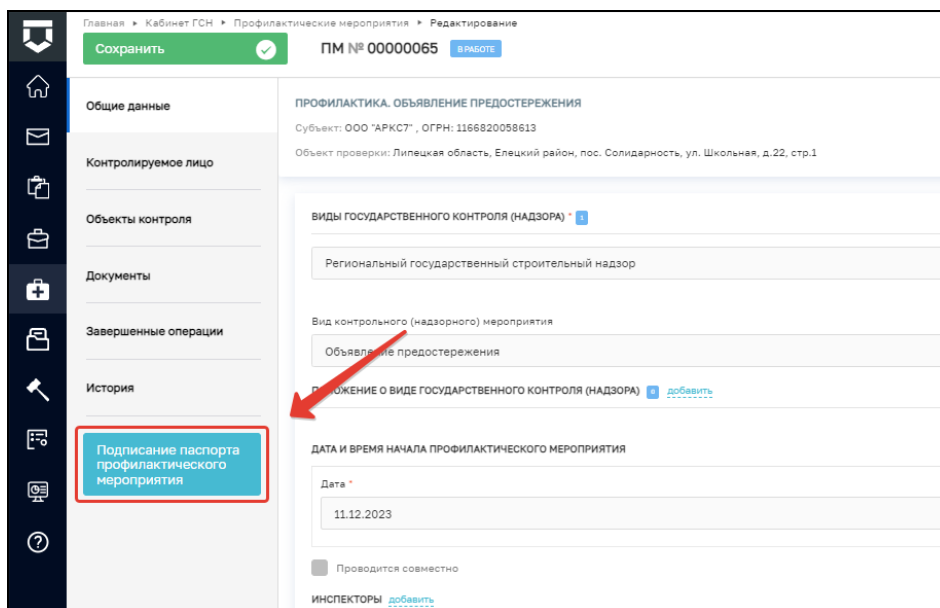 Главная ▸ Кабинет ГСН ▸ Профилактические мероприятия ▸ Редактирование
Сохранить
ПМ № 00000065 В РАБОТЕ
Общие данные
Контролируемое лицо
Объекты контроля
Документы
Завершенные операции
История
Подписание паспорта
профилактического
мероприятия
ПРОФИЛАКТИКА. ОБЪЯВЛЕНИЕ ПРЕДОСТЕРЕЖЕНИЯ
Субъект: ООО "АРКС7" , ОГРН: 1166820058613
Объект проверки: Липецкая область, Елецкий район, пос. Солидарность, ул. Школьная, д.22, стр.1
ВИДЫ ГОСУДАРСТВЕННОГО КОНТРОЛЯ (НАДЗОРА) * 1
Региональный государственный строительный надзор
Вид контрольного (надзорного) мероприятия
Объявление предостережения
О ВИДЕ ГОСУДАРСТВЕННОГО КОНТРОЛЯ (НАДЗОРА) 0 добавить
ДАТА И ВРЕМЯ НАЧАЛА ПРОФИЛАКТИЧЕСКОГО МЕРОПРИЯТИЯ
Дата *
11.12.2023
Проводится совместно
ИНСПЕКТОРЫ добавить